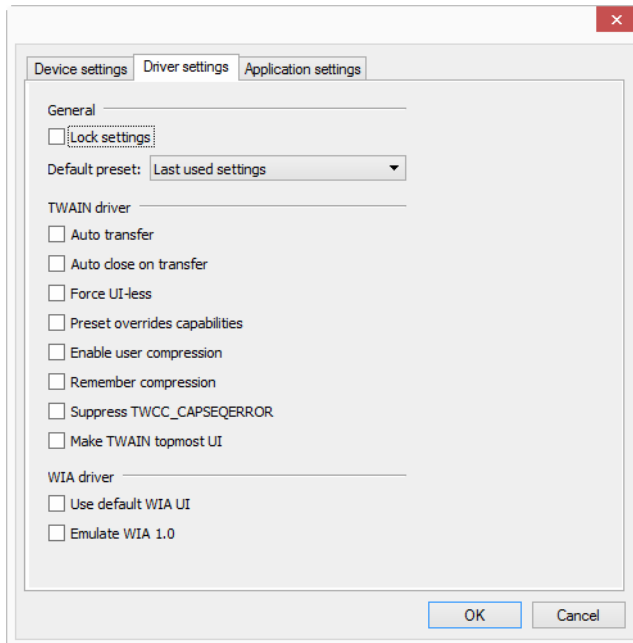 Device settings Driver settings Application settings
General
Lock settings
Default preset: Last used settings
TWAIN driver
Auto transfer
Auto close on transfer
Force UI-less
Preset overrides capabilities
Enable user compression
Remember compression
Suppress TWCC_CAPSEQERROR
Make TWAIN topmost UI
WIA driver
Use default WIA UI
Emulate WIA 1.0
OK Cancel